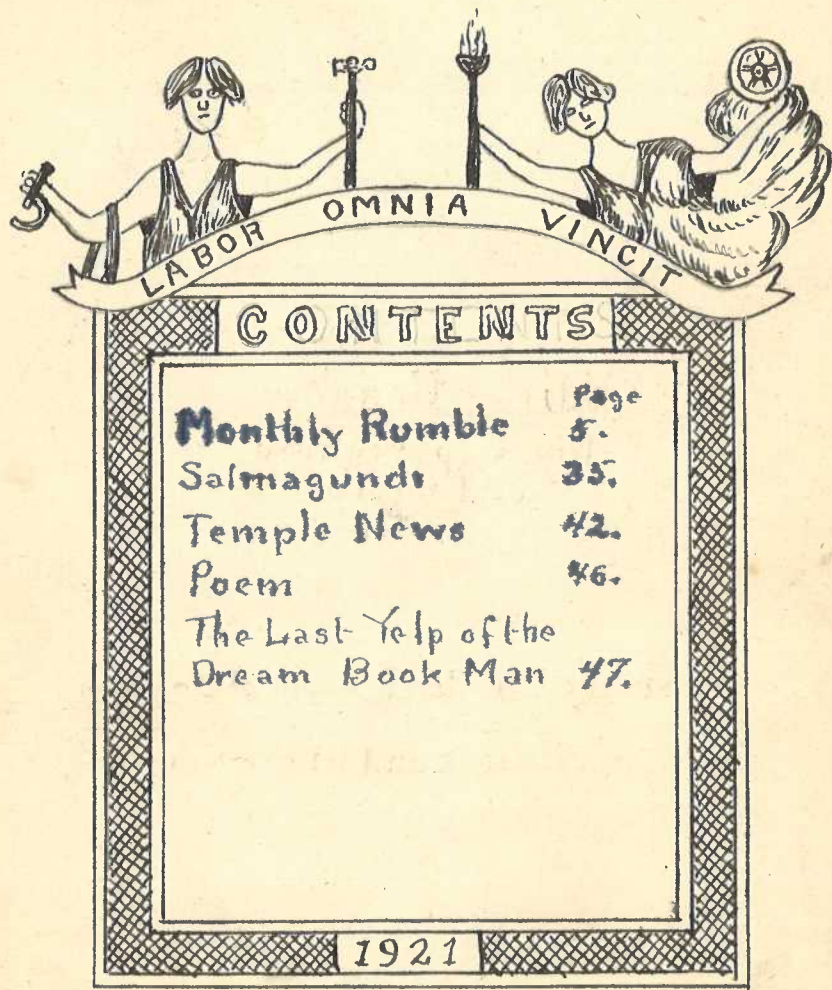 LABOR OMNIA VINCIT
CONTENTS
Page
Monthly Rumble 5.
Salmagundi 35.
Temple News 42.
Poem 46.
The Last Yelp of the
Dream Book Man 47.
1921